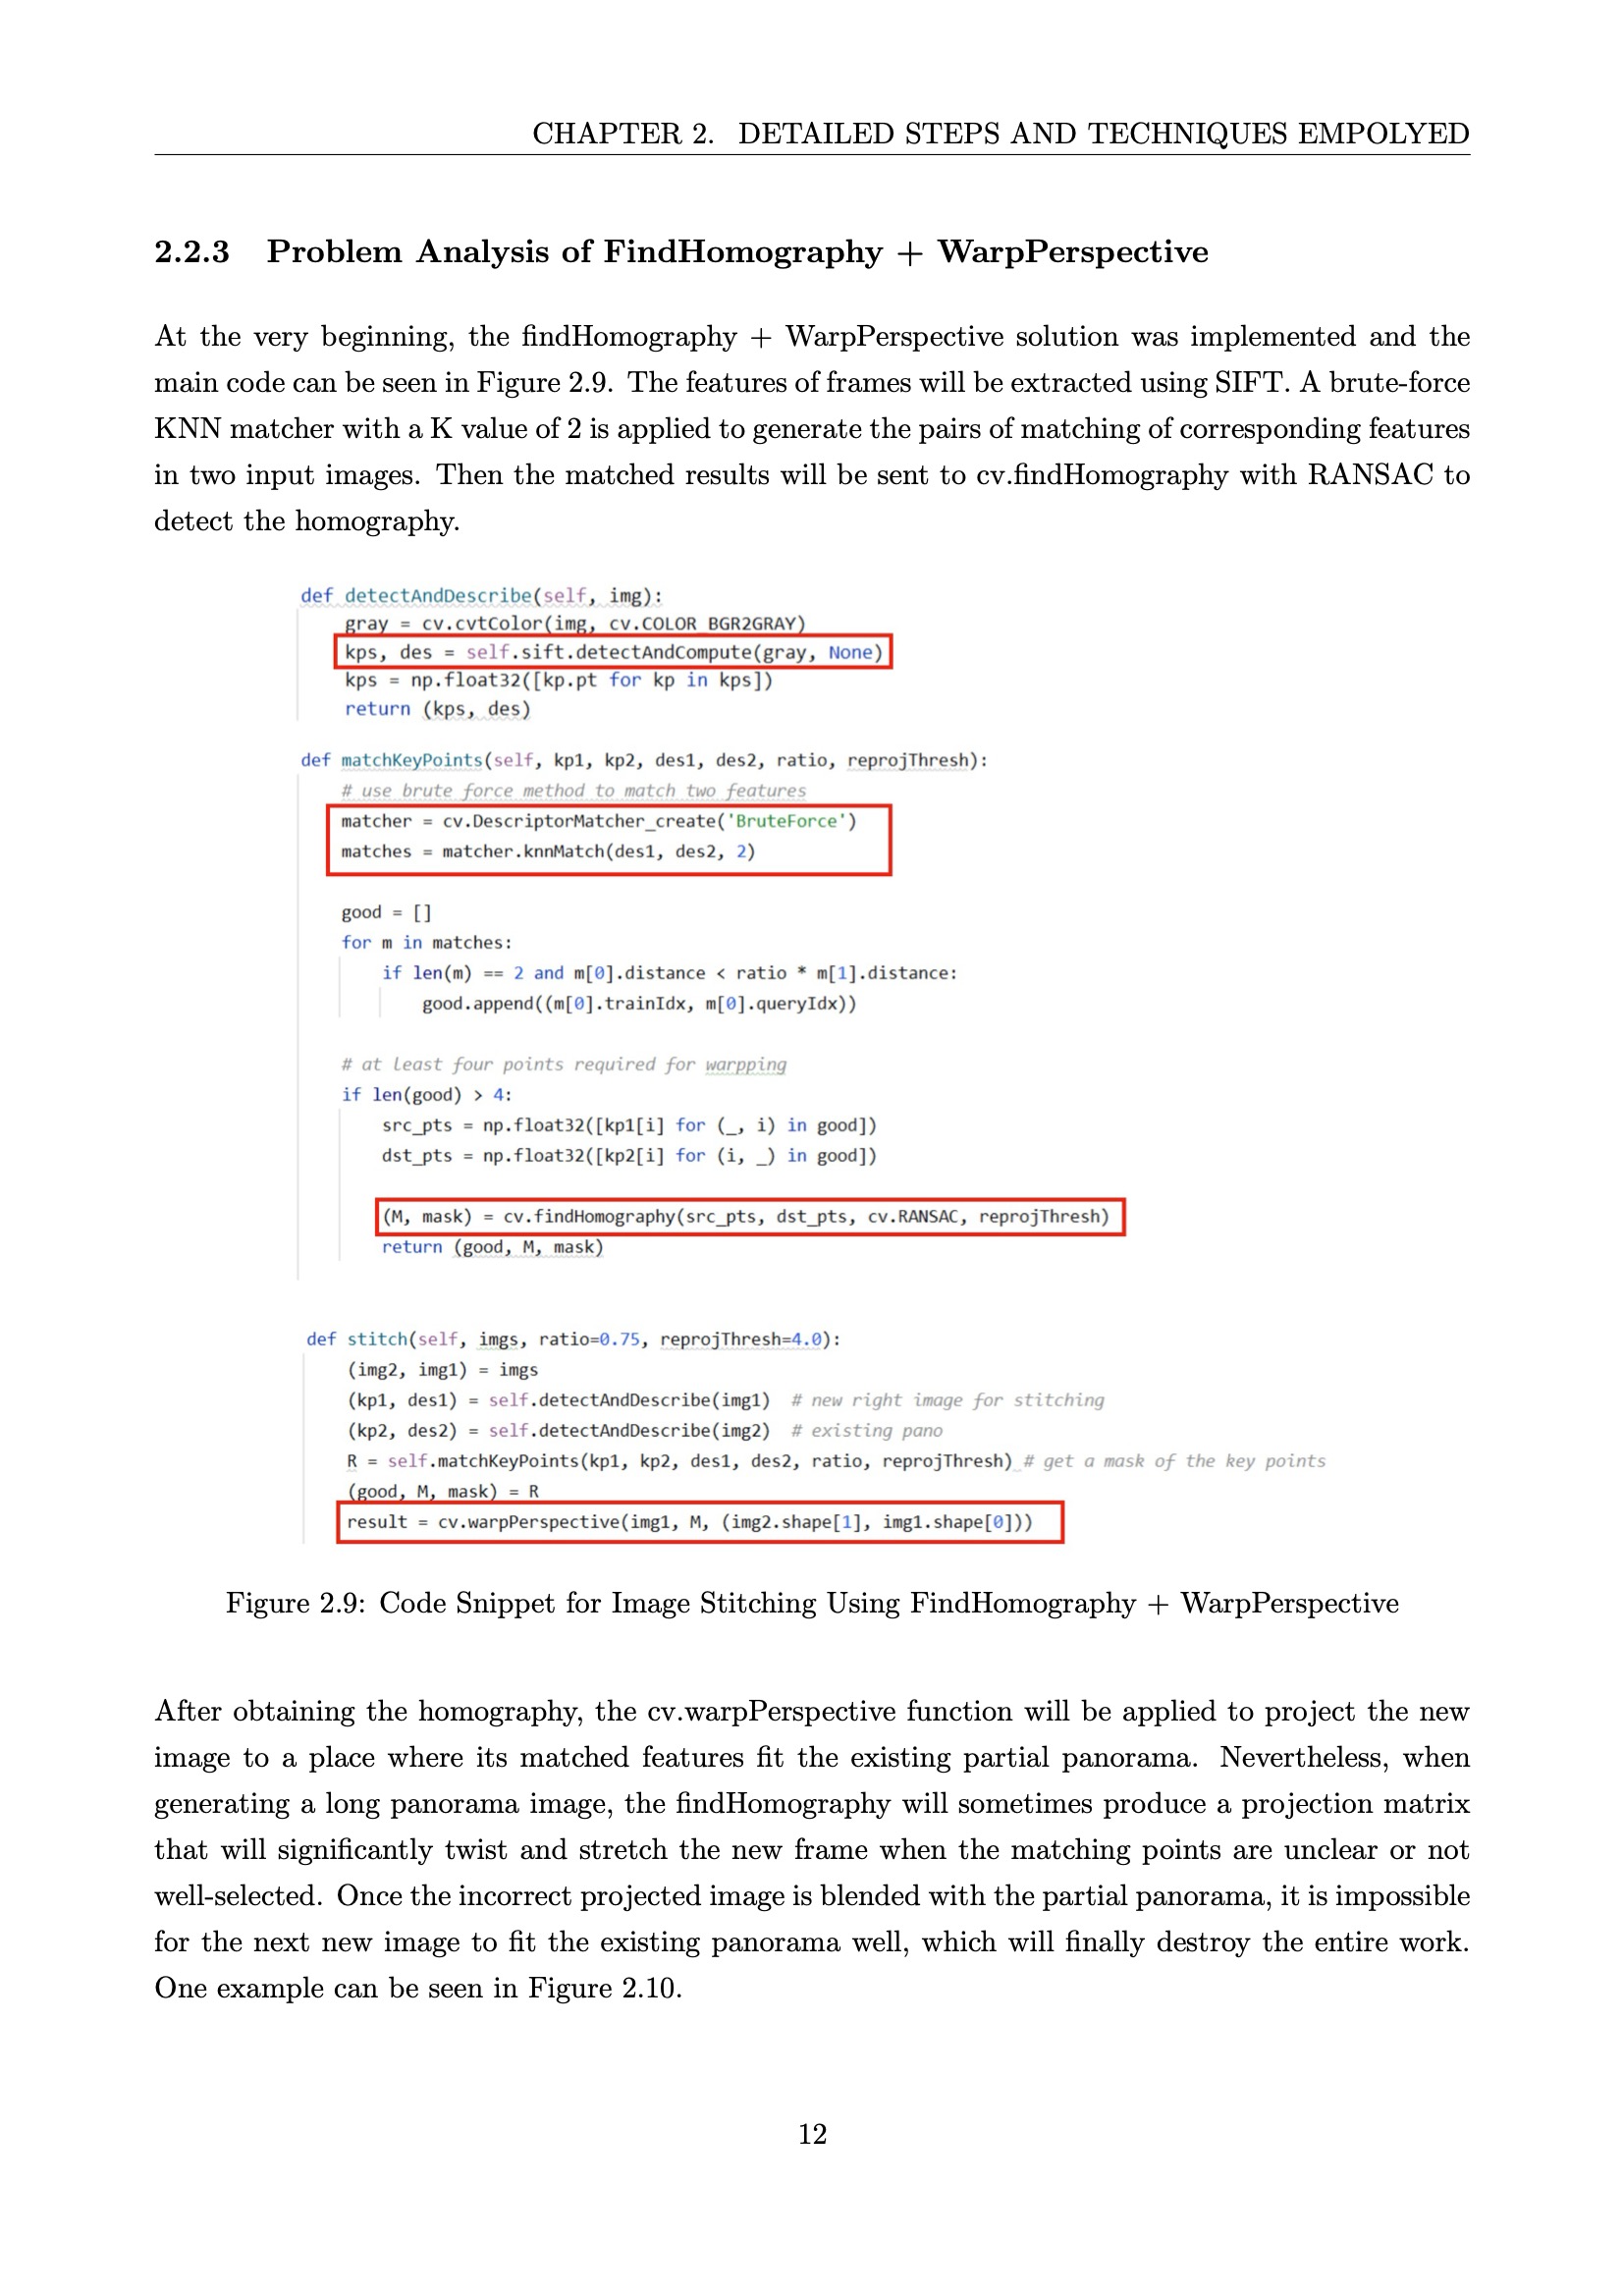 CHAPTER 2. DETAILED STEPS AND TECHNIQUES EMPOLYED
2.2.3 Problem Analysis of FindHomography + WarpPerspective
At the very beginning, the findHomography + WarpPerspective solution was implemented and the
main code can be seen in Figure 2.9. The features of frames will be extracted using SIFT. A brute-force
KNN matcher with a K value of 2 is applied to generate the pairs of matching of corresponding features
in two input images. Then the matched results will be sent to cv.findHomography with RANSAC to
detect the homography.
def detectAndDescribe(self, img):
gray = cv.cvtColor(img, cv.COLOR_BGR2GRAY)
kps, des = self.sift.detectAndCompute(gray, None)
kps = np.float32([kp.pt for kp in kps])
return (kps, des)
def matchKeyPoints(self, kp1, kp2, des1, des2, ratio, reprojThresh):
# use brute force method to match two features
matcher = cv.DescriptorMatcher_create('BruteForce')
matches = matcher.knnMatch(des1, des2, 2)
good = []
for m in matches:
if len(m) == 2 and m[0].distance < ratio * m[1].distance:
good.append((m[0].trainIdx, m[0].queryIdx))
# at least four points required for warpping
if len(good) > 4:
src_pts = np.float32([kp1[i] for (_, i) in good])
dst_pts = np.float32([kp2[i] for (i, _) in good])
(M, mask) = cv.findHomography(src_pts, dst_pts, cv.RANSAC, reprojThresh)
return (good, M, mask)
def stitch(self, imgs, ratio=0.75, reprojThresh=4.0):
(img2, img1) = imgs
(kp1, des1) = self.detectAndDescribe(img1) # new right image for stitching
(kp2, des2) = self.detectAndDescribe(img2) # existing pano
R = self.matchKeyPoints(kp1, kp2, des1, des2, ratio, reprojThresh) # get a mask of the key points
(good, M, mask) = R
result = cv.warpPerspective(img1, M, (img2.shape[1], img1.shape[0]))
Figure 2.9: Code Snippet for Image Stitching Using FindHomography + WarpPerspective
After obtaining the homography, the cv.warpPerspective function will be applied to project the new
image to a place where its matched features fit the existing partial panorama. Nevertheless, when
generating a long panorama image, the findHomography will sometimes produce a projection matrix
that will significantly twist and stretch the new frame when the matching points are unclear or not
well-selected. Once the incorrect projected image is blended with the partial panorama, it is impossible
for the next new image to fit the existing panorama well, which will finally destroy the entire work.
One example can be seen in Figure 2.10.
12